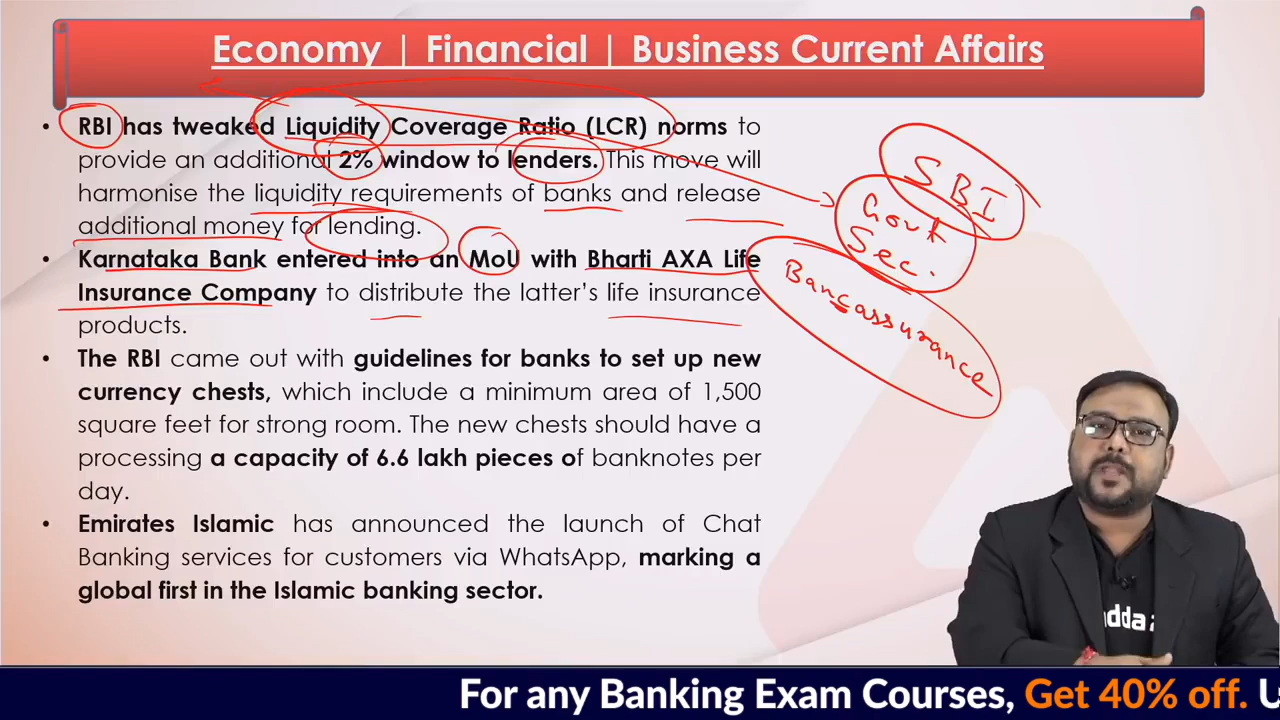 Economy | Financial | Business Current Affairs
• RBI has tweaked Liquidity Coverage Ratio (LCR) norms to
provide an additional 2% window to lenders. This move will
harmonise the liquidity requirements of banks and release
additional money for lending.
• Karnataka Bank entered into an MoU with Bharti AXA Life
Insurance Company to distribute the latter's life insurance
products.
• The RBI came out with guidelines for banks to set up new
currency chests, which include a minimum area of 1,500
square feet for strong room. The new chests should have a
processing a capacity of 6.6 lakh pieces of banknotes per
day.
• Emirates Islamic has announced the launch of Chat
Banking services for customers via WhatsApp, marking a
global first in the Islamic banking sector.
SBI
Govt
Sec.
Bancassurance
dda
For any Banking Exam Courses, Get 40% off. U